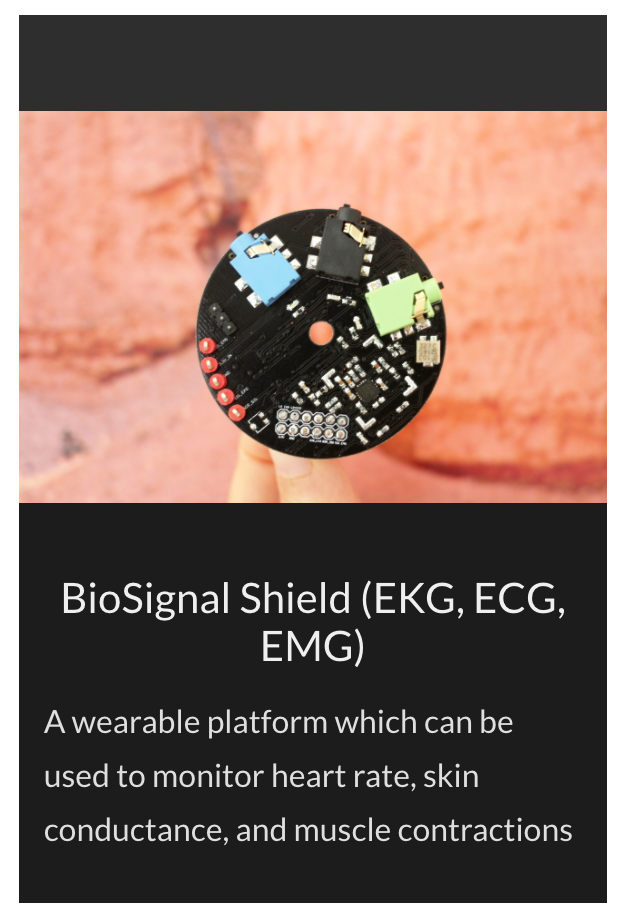 BioSignal Shield (EKG, ECG,
EMG)
A wearable platform which can be
used to monitor heart rate, skin
conductance, and muscle contractions